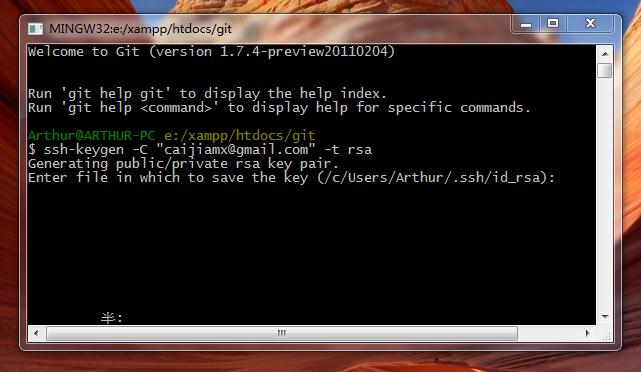 MINGW32:e:/xampp/htdocs/git
Welcome to Git (version 1.7.4-preview20110204)
Run 'git help git' to display the help index.
Run 'git help <command>' to display help for specific commands.
Arthur@ARTHUR-PC e:/xampp/htdocs/git
$ ssh-keygen -C "caijiamx@gmail.com" -t rsa
Generating public/private rsa key pair.
Enter file in which to save the key (/c/Users/Arthur/.ssh/id_rsa):
半: